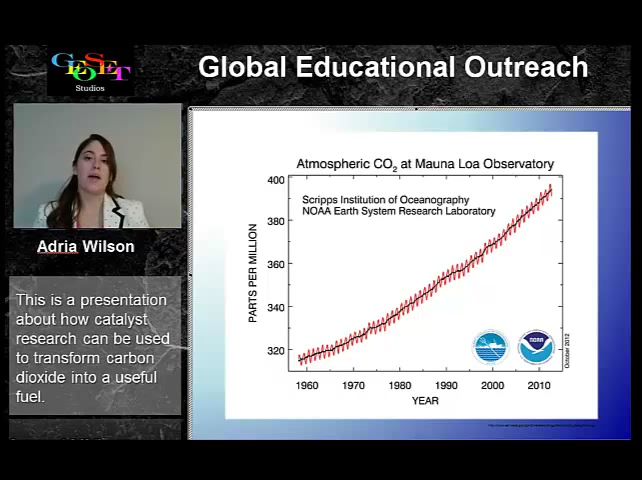 GEOSET
Studios
Global Educational Outreach
Adria Wilson
This is a presentation
about how catalyst
research can be used
to transform carbon
dioxide into a useful
fuel.
Atmospheric CO₂ at Mauna Loa Observatory
Scripps Institution of Oceanography
NOAA Earth System Research Laboratory
PARTS PER MILLION
400
380
360
340
320
1960 1970 1980 1990 2000 2010
YEAR
NOAA
October 2012